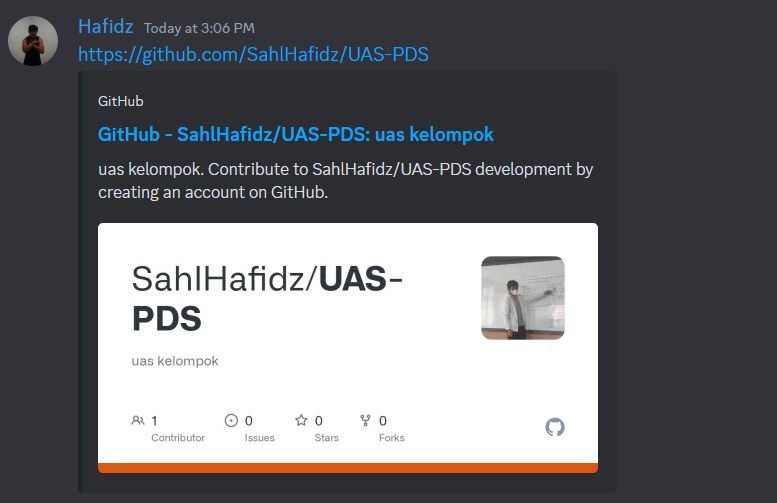 Hafidz Today at 3:06 PM
https://github.com/SahlHafidz/UAS-PDS
GitHub
GitHub - SahlHafidz/UAS-PDS: uas kelompok
uas kelompok. Contribute to SahlHafidz/UAS-PDS development by
creating an account on GitHub.
SahlHafidz/UAS-
PDS
uas kelompok
1 0 0 0
Contributor Issues Stars Forks